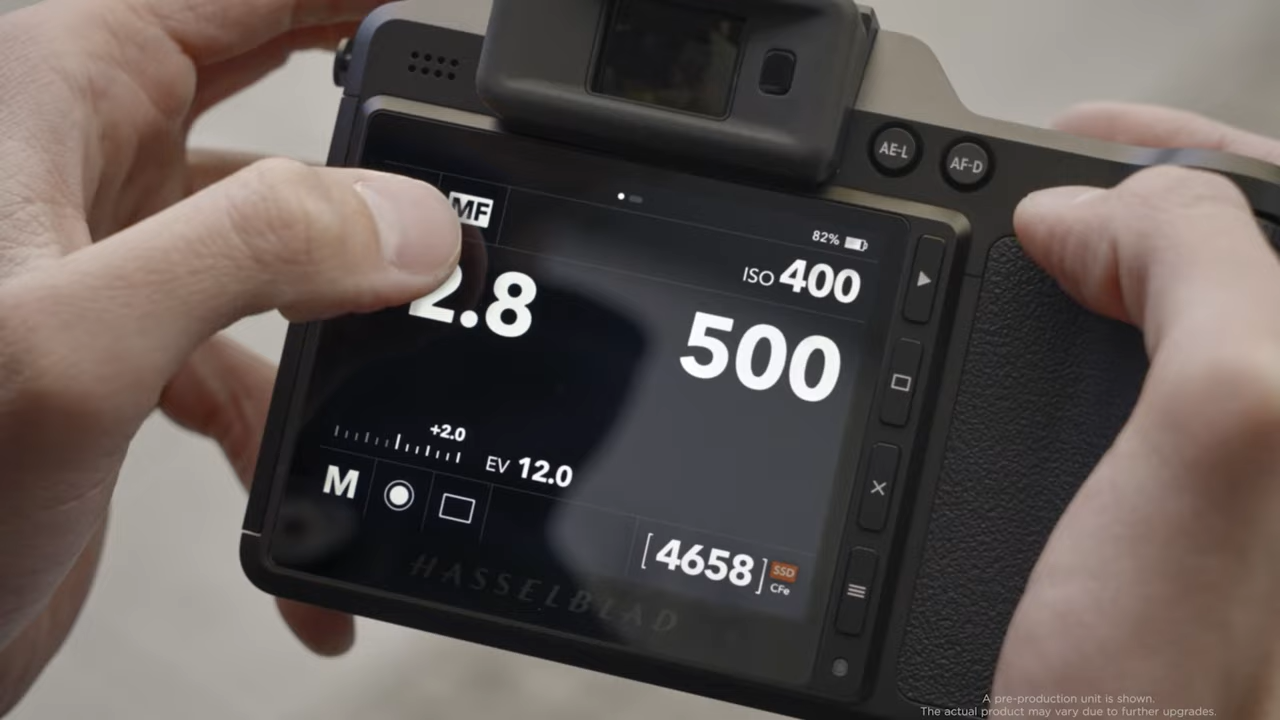 AE-L
AF-D
MF
82%
ISO 400
2.8
500
+2.0
EV 12.0
M
[4658] SSD
CFe
HASSELBLAD
A pre-production unit is shown.
The actual product may vary due to further upgrades.